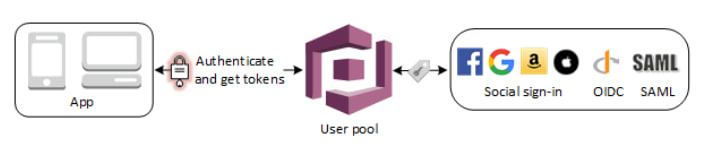 App
Authenticate
and get tokens
User pool
a
SAML
Social sign-in
OIDC
SAML